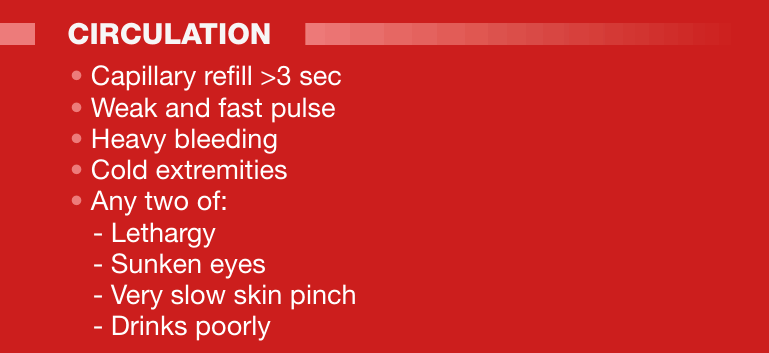 CIRCULATION
• Capillary refill >3 sec
• Weak and fast pulse
• Heavy bleeding
• Cold extremities
• Any two of:
- Lethargy
- Sunken eyes
- Very slow skin pinch
- Drinks poorly